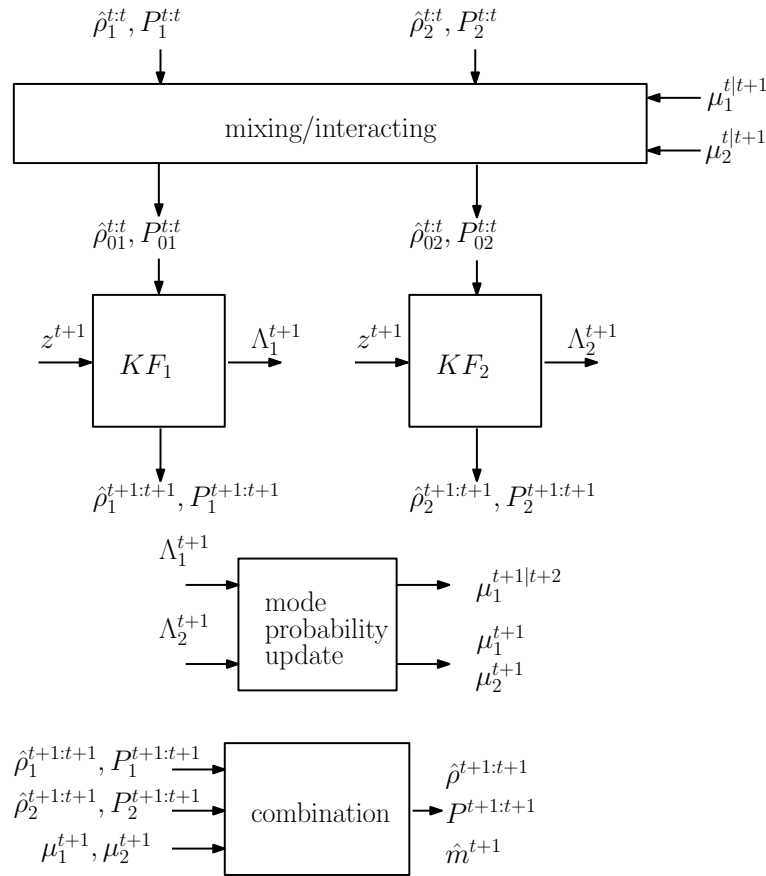 $\hat{\rho}_1^{t:t}, P_1^{t:t}$ $\hat{\rho}_2^{t:t}, P_2^{t:t}$
$\mu_1^{t|t+1}$
mixing/interacting
$\mu_2^{t|t+1}$
$\hat{\rho}_{01}^{t:t}, P_{01}^{t:t}$ $\hat{\rho}_{02}^{t:t}, P_{02}^{t:t}$
$z^{t+1}$ $KF_1$ $\Lambda_1^{t+1}$ $z^{t+1}$ $KF_2$ $\Lambda_2^{t+1}$
$\hat{\rho}_1^{t+1:t+1}, P_1^{t+1:t+1}$ $\hat{\rho}_2^{t+1:t+1}, P_2^{t+1:t+1}$
$\Lambda_1^{t+1}$
$\Lambda_2^{t+1}$
mode
probability
update
$\mu_1^{t+1|t+2}$
$\mu_1^{t+1}$
$\mu_2^{t+1}$
$\hat{\rho}_1^{t+1:t+1}, P_1^{t+1:t+1}$
$\hat{\rho}_2^{t+1:t+1}, P_2^{t+1:t+1}$
$\mu_1^{t+1}, \mu_2^{t+1}$
combination
$\hat{\rho}^{t+1:t+1}$
$P^{t+1:t+1}$
$\hat{m}^{t+1}$